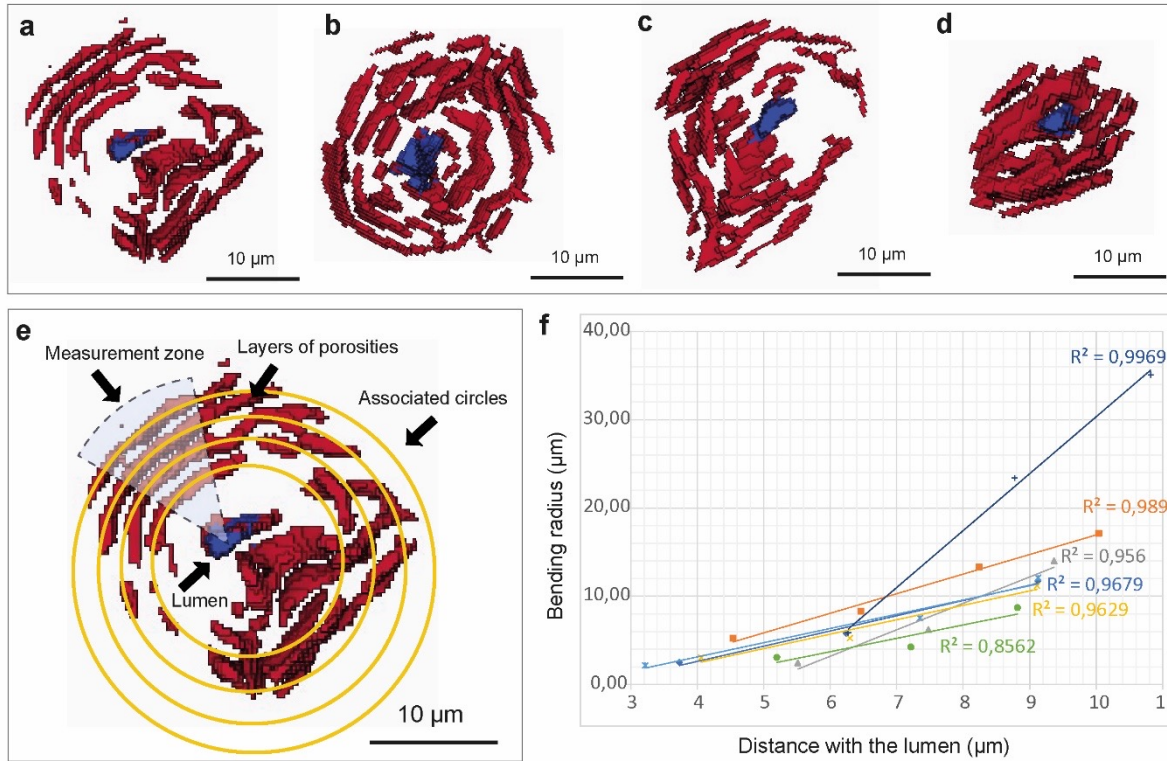 a
b
c
d
10 µm
10 µm
10 µm
10 µm
e
Measurement zone
Layers of porosities
Associated circles
Lumen
10 µm
f
40,00
30,00
20,00
10,00
0,00
Bending radius (µm)
R² = 0,9969
R² = 0,989
R² = 0,956
R² = 0,9679
R² = 0,9629
R² = 0,8562
3 4 5 6 7 8 9 10 1
Distance with the lumen (µm)